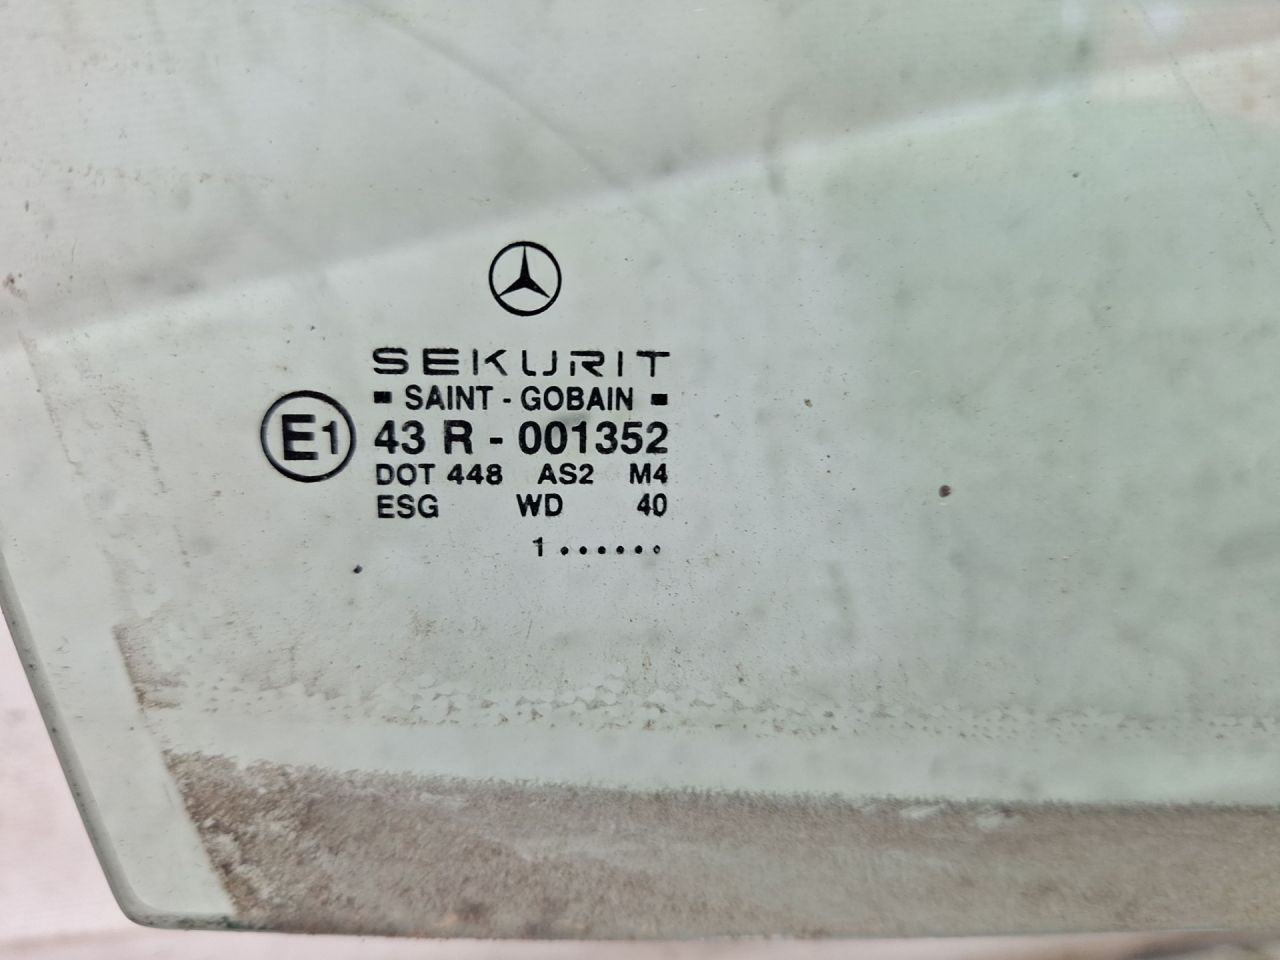 SEKURIT
SAINT - GOBAIN
E1 43 R - 001352
DOT 448 AS2 M4
ESG WD 40
1 ......